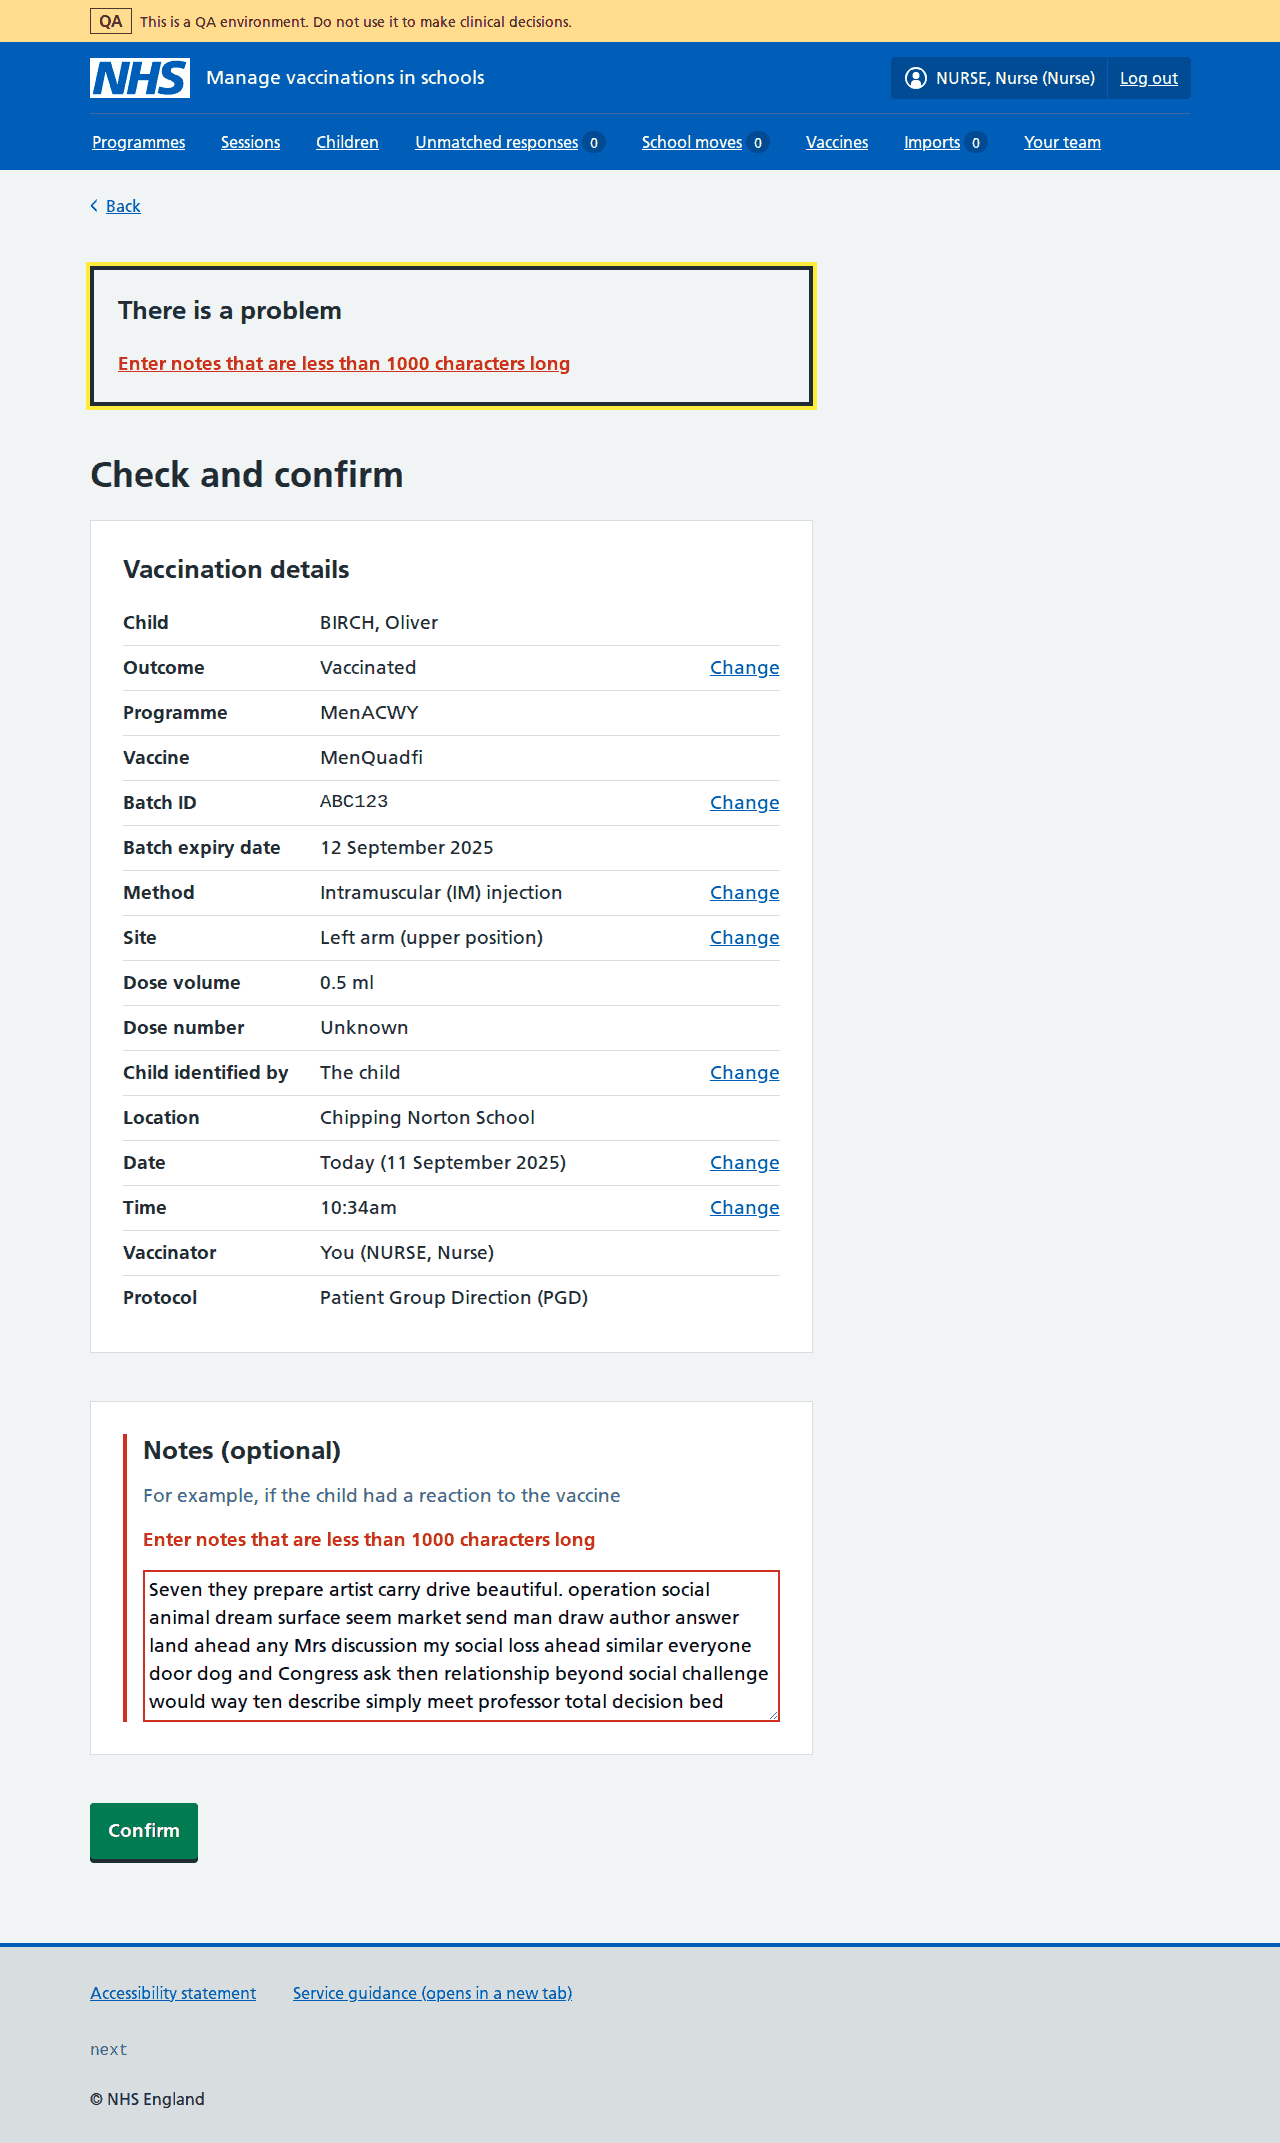 QA This is a QA environment. Do not use it to make clinical decisions.
NHS Manage vaccinations in schools NURSE, Nurse (Nurse) Log out
Programmes Sessions Children Unmatched responses 0 School moves 0 Vaccines Imports 0 Your team
Back
There is a problem
Enter notes that are less than 1000 characters long
Check and confirm
Vaccination details
Child BIRCH, Oliver
Outcome Vaccinated Change
Programme MenACWY
Vaccine MenQuadfi
Batch ID ABC123 Change
Batch expiry date 12 September 2025
Method Intramuscular (IM) injection Change
Site Left arm (upper position) Change
Dose volume 0.5 ml
Dose number Unknown
Child identified by The child Change
Location Chipping Norton School
Date Today (11 September 2025) Change
Time 10:34am Change
Vaccinator You (NURSE, Nurse)
Protocol Patient Group Direction (PGD)
Notes (optional)
For example, if the child had a reaction to the vaccine
Enter notes that are less than 1000 characters long
Seven they prepare artist carry drive beautiful. operation social
animal dream surface seem market send man draw author answer
land ahead any Mrs discussion my social loss ahead similar everyone
door dog and Congress ask then relationship beyond social challenge
would way ten describe simply meet professor total decision bed
Confirm
Accessibility statement Service guidance (opens in a new tab)
next
© NHS England